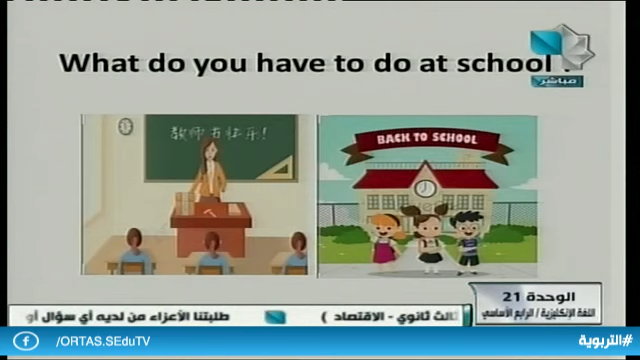 What do you have to do at school
مباشر
BACK TO SCHOOL
الوحدة 21
اللغة الإنكليزية / الرابع الأساسي
ثالث ثانوي - الاقتصاد )
طلبتنا الأعزاء من لديه أي سؤال أو
/ORTAS.SEduTV
#التربوية